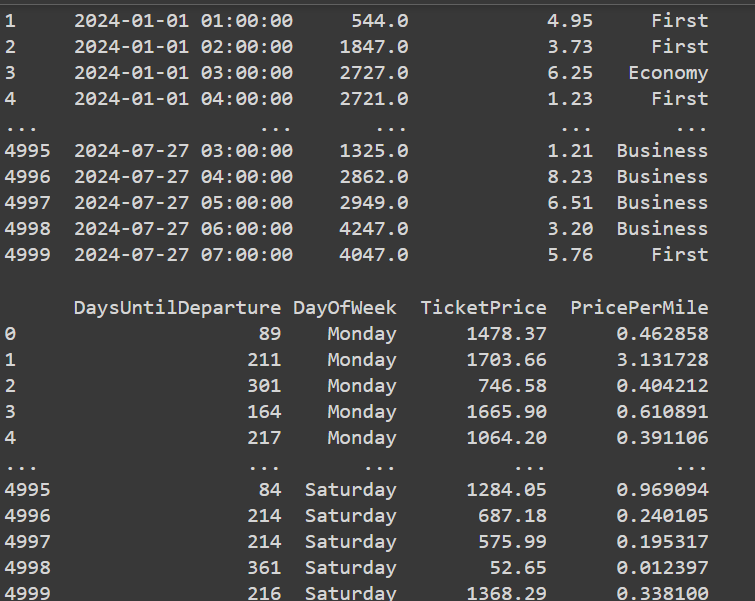 1 2024-01-01 01:00:00 544.0 4.95 First
2 2024-01-01 02:00:00 1847.0 3.73 First
3 2024-01-01 03:00:00 2727.0 6.25 Economy
4 2024-01-01 04:00:00 2721.0 1.23 First
... ... ... ... ...
4995 2024-07-27 03:00:00 1325.0 1.21 Business
4996 2024-07-27 04:00:00 2862.0 8.23 Business
4997 2024-07-27 05:00:00 2949.0 6.51 Business
4998 2024-07-27 06:00:00 4247.0 3.20 Business
4999 2024-07-27 07:00:00 4047.0 5.76 First
DaysUntilDeparture DayOfWeek TicketPrice PricePerMile
0 89 Monday 1478.37 0.462858
1 211 Monday 1703.66 3.131728
2 301 Monday 746.58 0.404212
3 164 Monday 1665.90 0.610891
4 217 Monday 1064.20 0.391106
... ... ... ... ...
4995 84 Saturday 1284.05 0.969094
4996 214 Saturday 687.18 0.240105
4997 214 Saturday 575.99 0.195317
4998 361 Saturday 52.65 0.012397
4999 216 Saturday 1368.29 0.338100